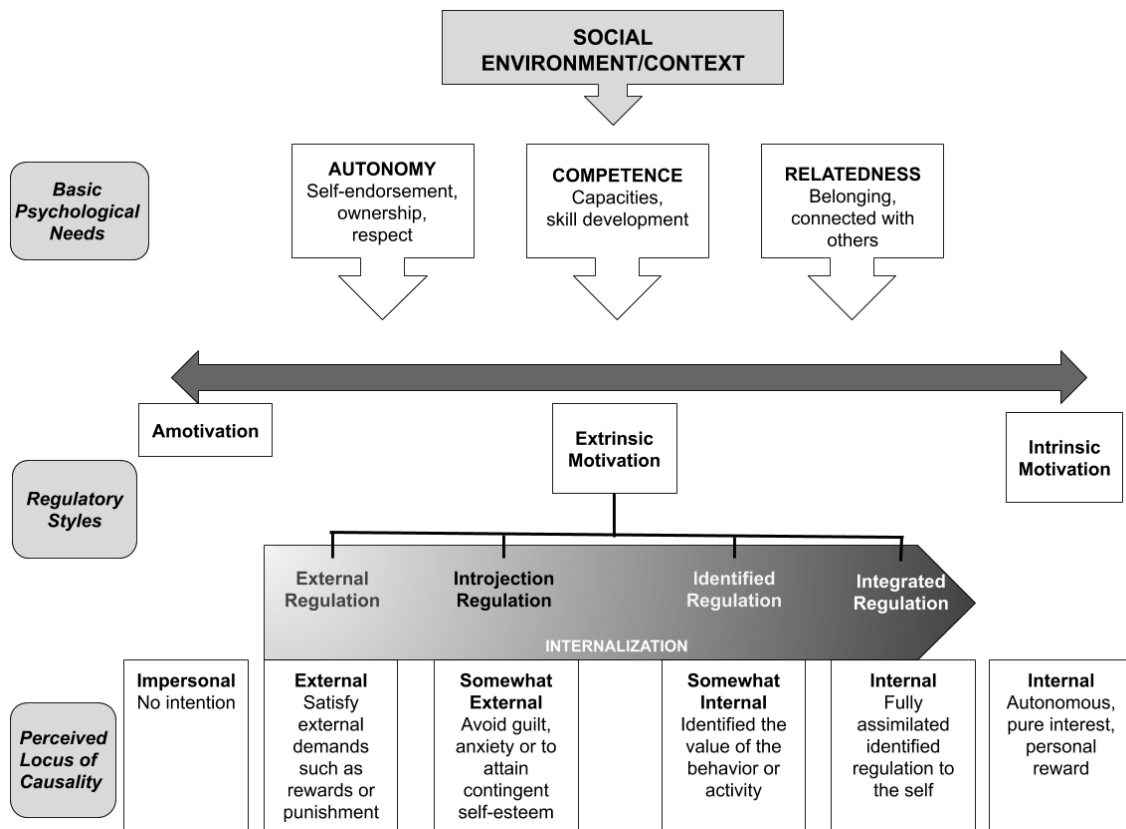 SOCIAL
ENVIRONMENT/CONTEXT
Basic
Psychological
Needs
AUTONOMY
Self-endorsement,
ownership,
respect
COMPETENCE
Capacities,
skill development
RELATEDNESS
Belonging,
connected with
others
Amotivation
Extrinsic
Motivation
Intrinsic
Motivation
Regulatory
Styles
External
Regulation
Introjection
Regulation
Identified
Regulation
Integrated
Regulation
INTERNALIZATION
Perceived
Locus of
Causality
Impersonal
No intention
External
Satisfy
external
demands
such as
rewards or
punishment
Somewhat
External
Avoid guilt,
anxiety or to
attain
contingent
self-esteem
Somewhat
Internal
Identified the
value of the
behavior or
activity
Internal
Fully
assimilated
identified
regulation to
the self
Internal
Autonomous,
pure interest,
personal
reward